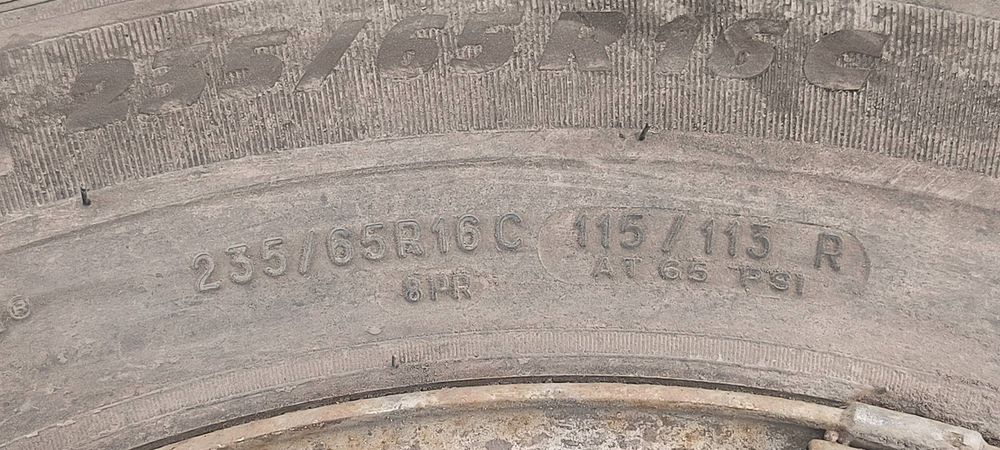 235/65R16C
235/65R16C 115/113 R
8PR AT 65 PSI
®